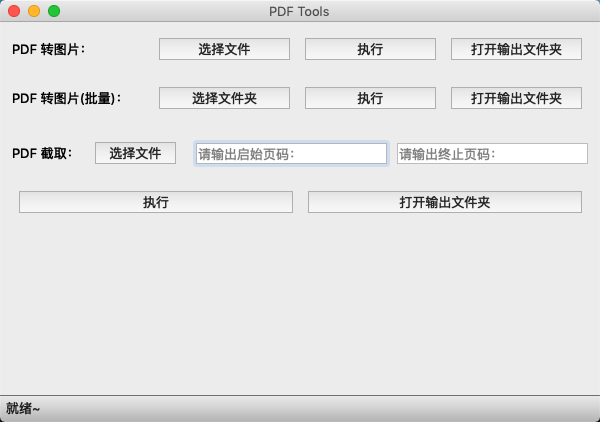 PDF Tools
PDF 转图片: 选择文件 执行 打开输出文件夹
PDF 转图片(批量): 选择文件夹 执行 打开输出文件夹
PDF 截取: 选择文件 请输出启始页码: 请输出终止页码:
执行 打开输出文件夹
就绪~